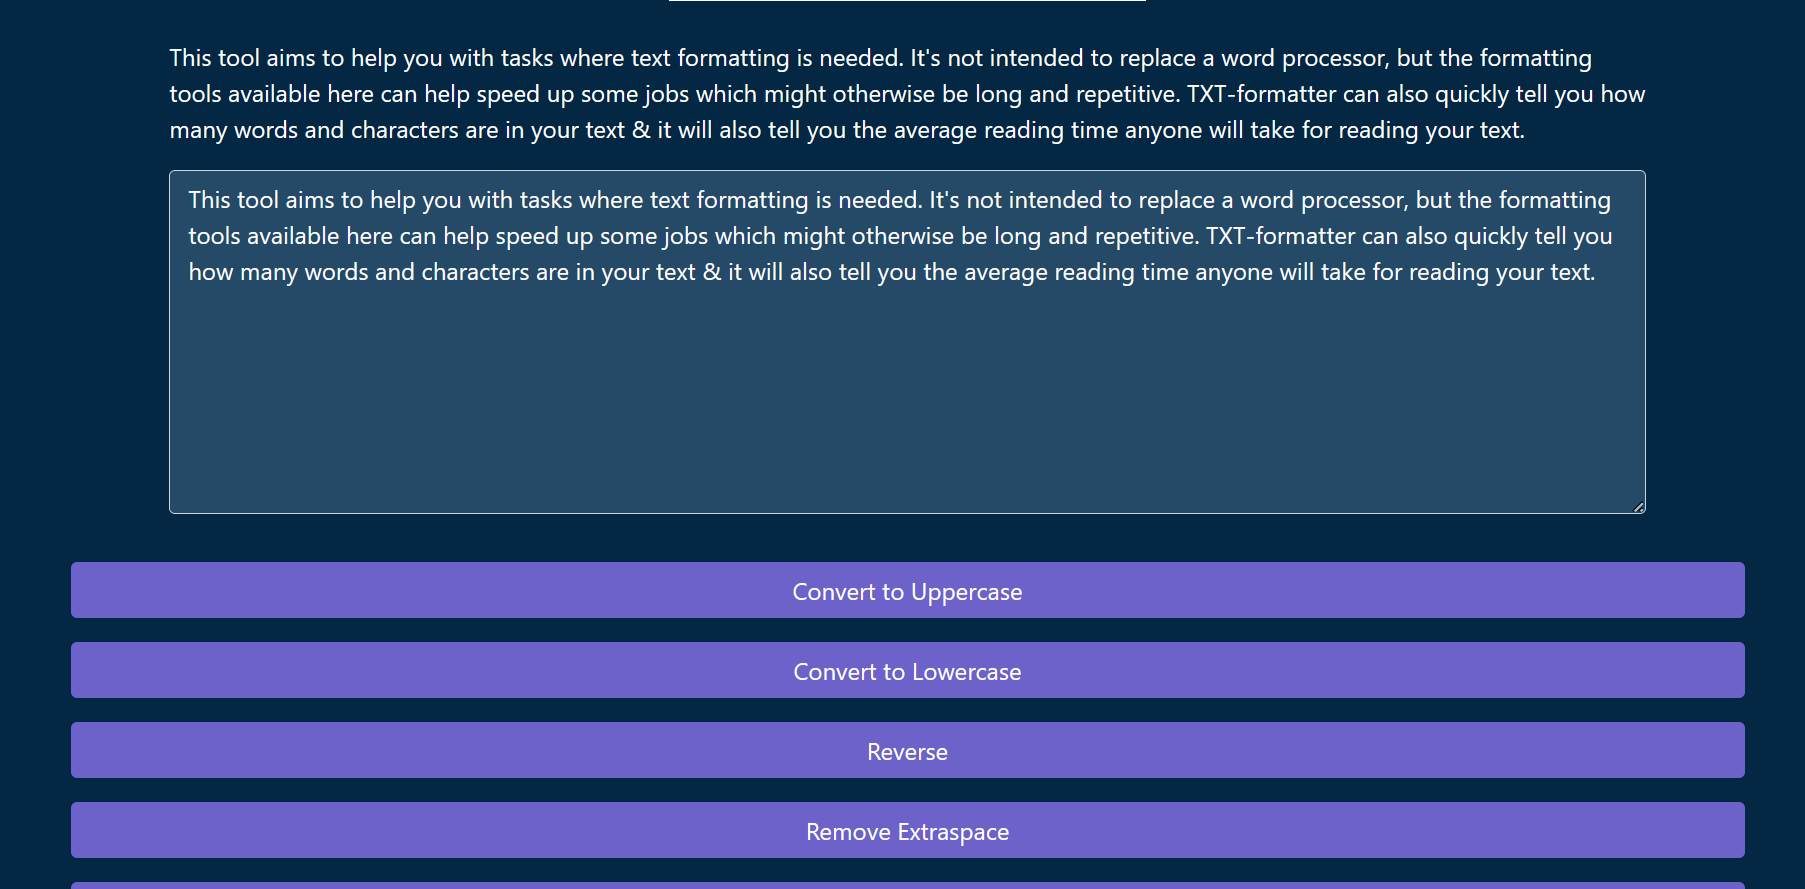 This tool aims to help you with tasks where text formatting is needed. It's not intended to replace a word processor, but the formatting
tools available here can help speed up some jobs which might otherwise be long and repetitive. TXT-formatter can also quickly tell you how
many words and characters are in your text & it will also tell you the average reading time anyone will take for reading your text.
This tool aims to help you with tasks where text formatting is needed. It's not intended to replace a word processor, but the formatting
tools available here can help speed up some jobs which might otherwise be long and repetitive. TXT-formatter can also quickly tell you
how many words and characters are in your text & it will also tell you the average reading time anyone will take for reading your text.
Convert to Uppercase
Convert to Lowercase
Reverse
Remove Extraspace